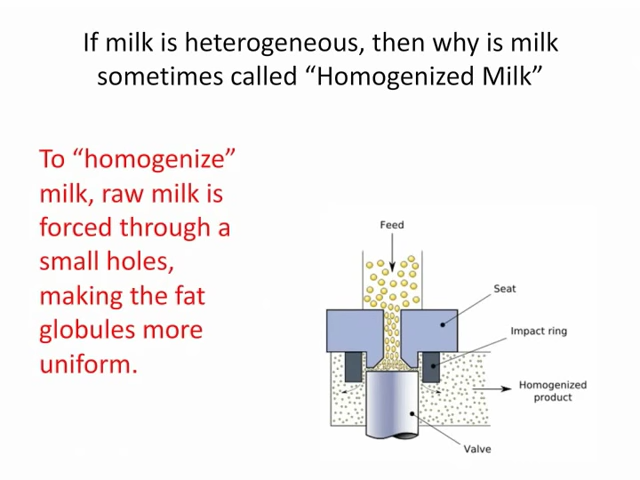 If milk is heterogeneous, then why is milk
sometimes called “Homogenized Milk”
To “homogenize”
milk, raw milk is
forced through a
small holes,
making the fat
globules more
uniform.
Feed
Seat
Impact ring
Homogenized
product
Valve